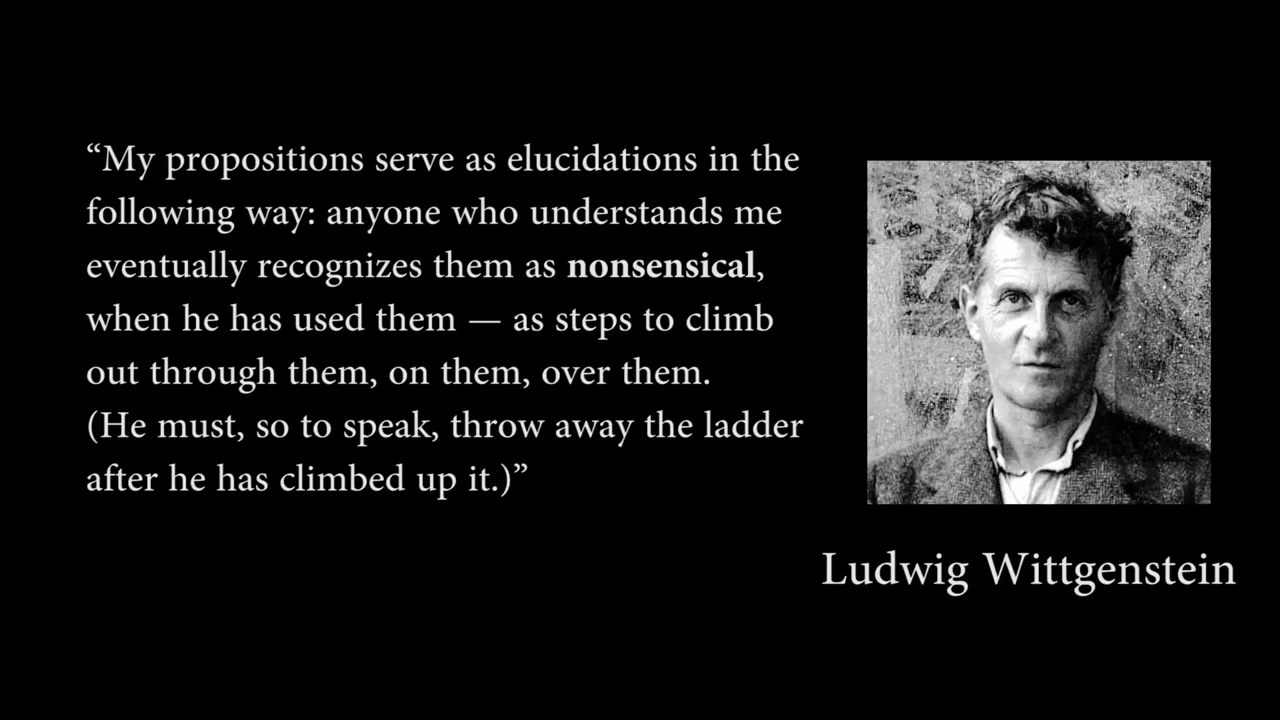 “My propositions serve as elucidations in the
following way: anyone who understands me
eventually recognizes them as nonsensical,
when he has used them — as steps to climb
out through them, on them, over them.
(He must, so to speak, throw away the ladder
after he has climbed up it.)”
Ludwig Wittgenstein